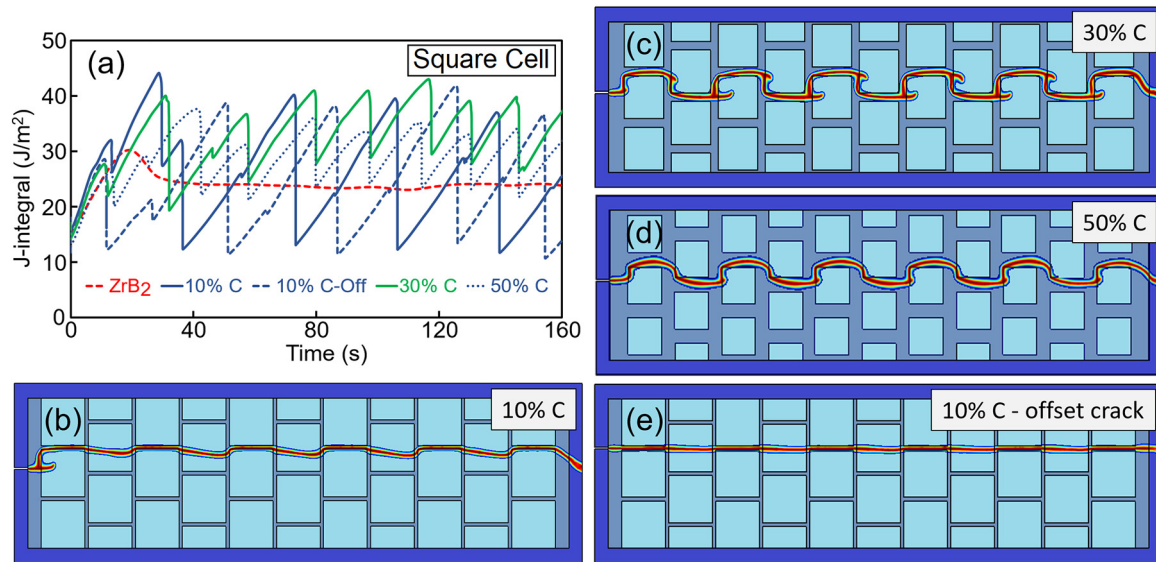 (a)
Square Cell
J-integral (J/m²)
50
40
30
20
10
0
ZrB₂ 10% C 10% C-Off 30% C 50% C
0 40 80 120 160
Time (s)
(b)
10% C
(c)
30% C
(d)
50% C
(e)
10% C - offset crack